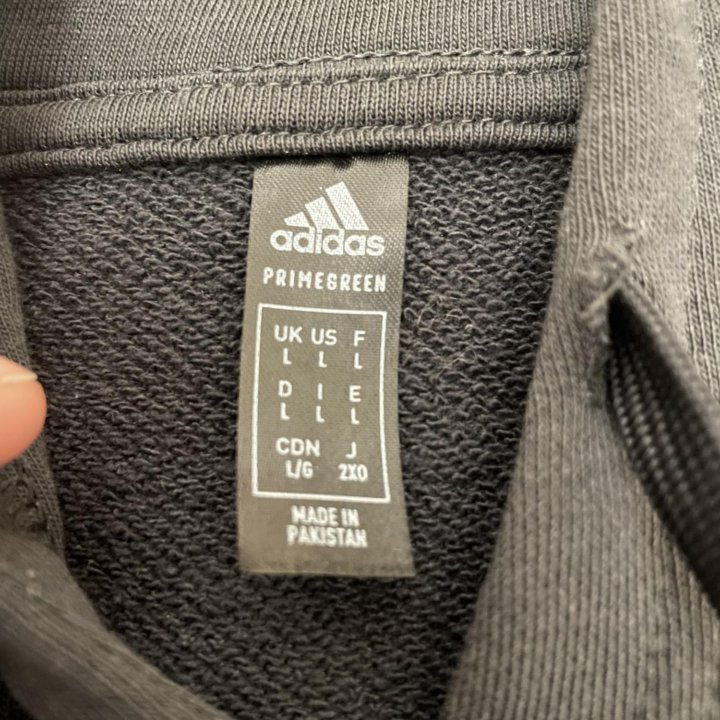 adidas
PRIMEGREEN
UK US F
L L L
D I E
L L L
CDN J
L/G 2XO
MADE IN
PAKISTAN